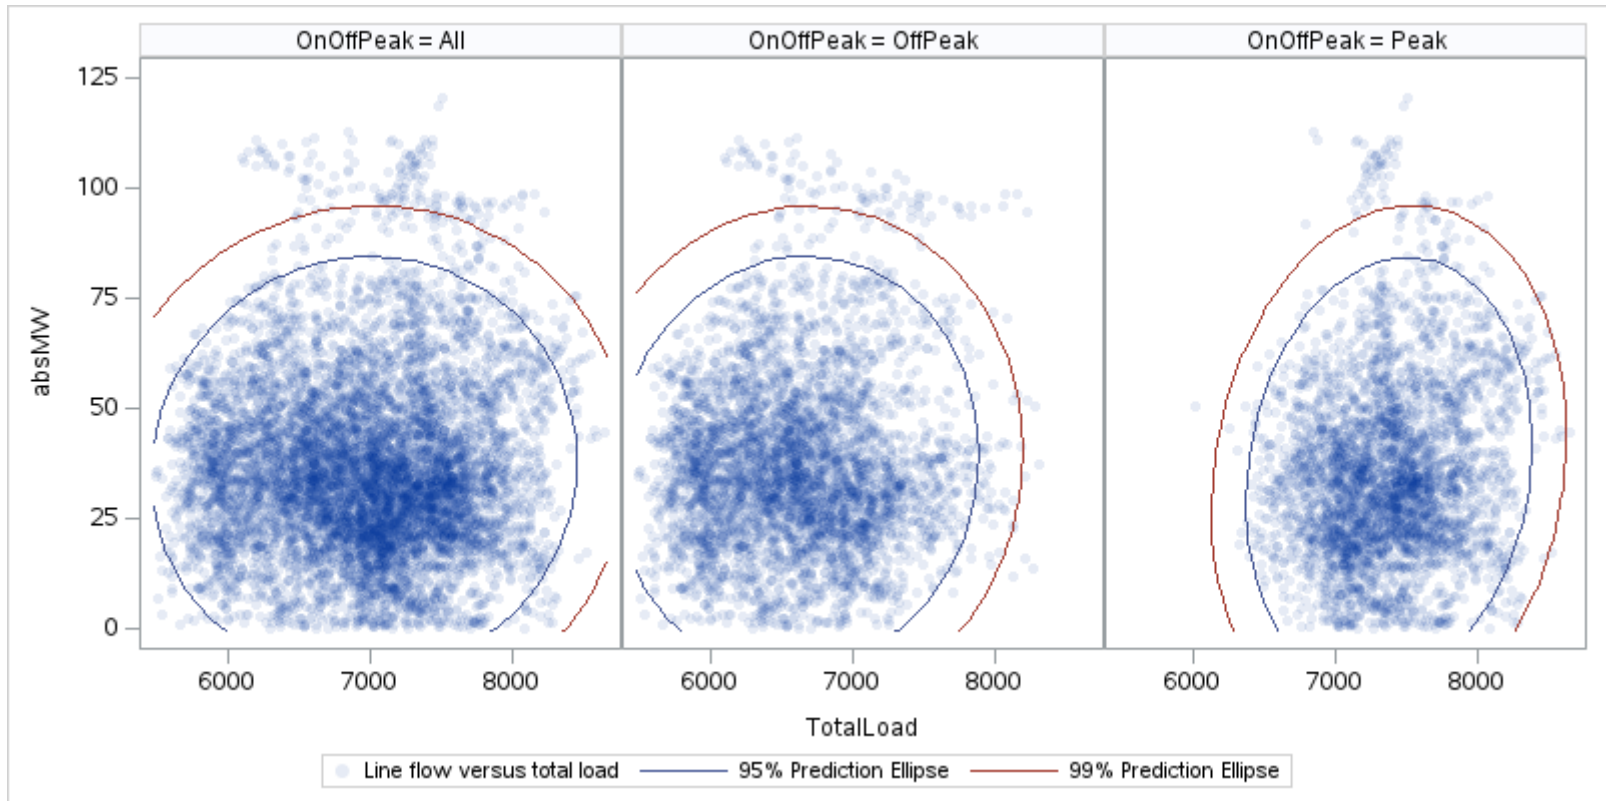 OnOffPeak = All OnOffPeak = OffPeak OnOffPeak = Peak
125
100
75
50
25
0
absMW
6000 7000 8000 6000 7000 8000 6000 7000 8000
TotalLoad
Line flow versus total load 95% Prediction Ellipse 99% Prediction Ellipse